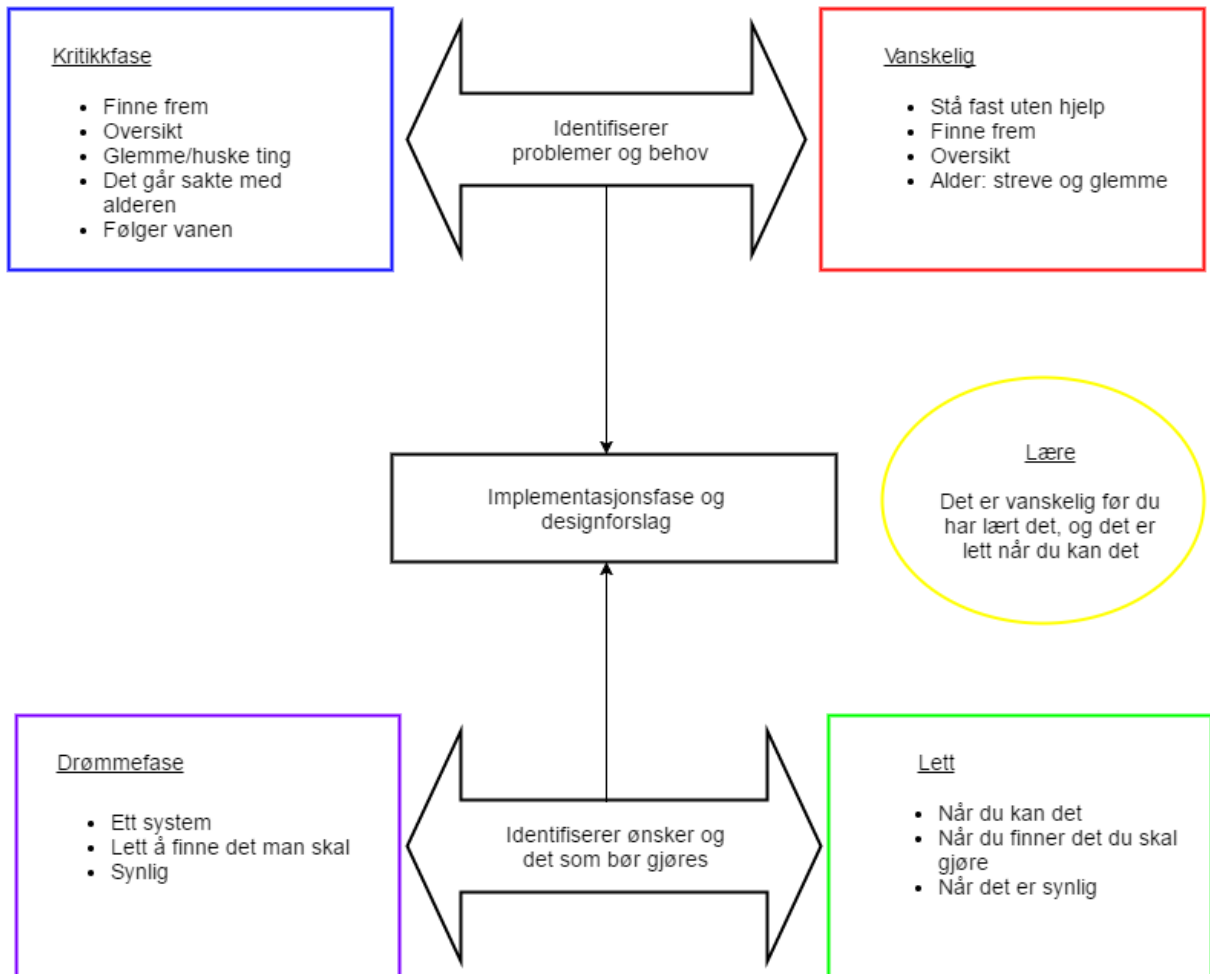 Kritikkfase
• Finne frem
• Oversikt
• Glemme/huske ting
• Det går sakte med
alderen
• Følger vanen
Identifiserer
problemer og behov
Vanskelig
• Stå fast uten hjelp
• Finne frem
• Oversikt
• Alder: streve og glemme
Implementasjonsfase og
designforslag
Lære
Det er vanskelig før du
har lært det, og det er
lett når du kan det
Drømmefase
• Ett system
• Lett å finne det man skal
• Synlig
Identifiserer ønsker og
det som bør gjøres
Lett
• Når du kan det
• Når du finner det du skal
gjøre
• Når det er synlig